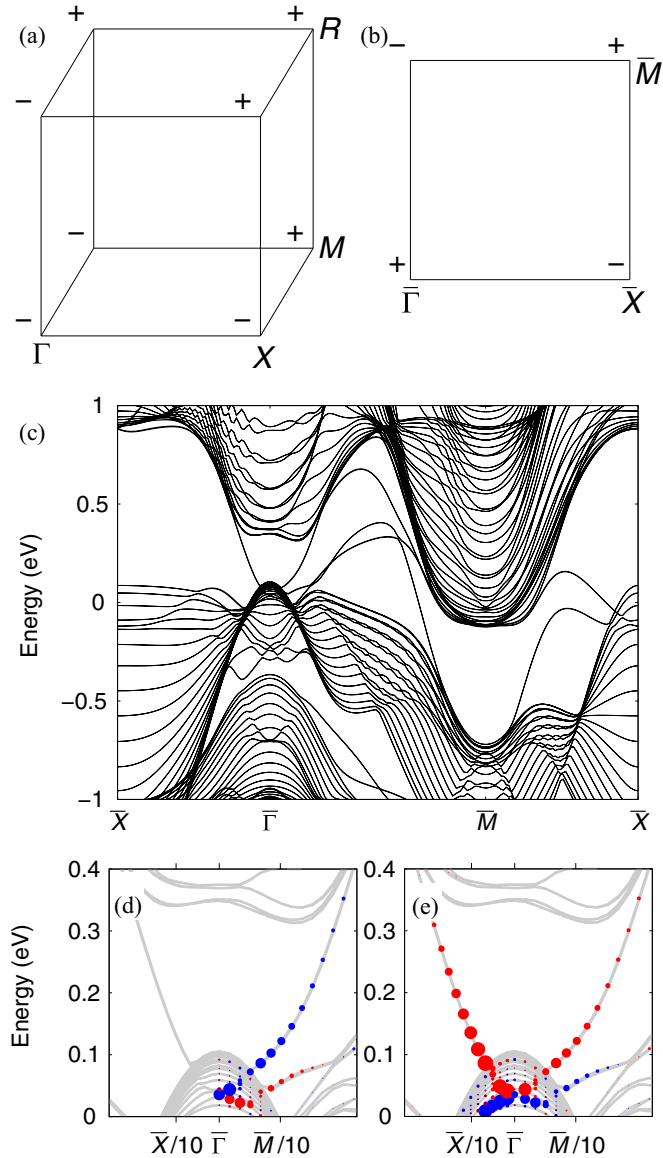 (a)
+ +
R
− +
− +
M
− −
Γ X
(b)
− +
M̄
+ −
Γ̄ X̄
(c)
Energy (eV)
1
0.5
0
−0.5
−1
X̄ Γ̄ M̄ X̄
(d)
Energy (eV)
0.4
0.3
0.2
0.1
0
X̄/10 Γ̄ M̄/10
(e)
0.4
0.3
0.2
0.1
0
X̄/10 Γ̄ M̄/10